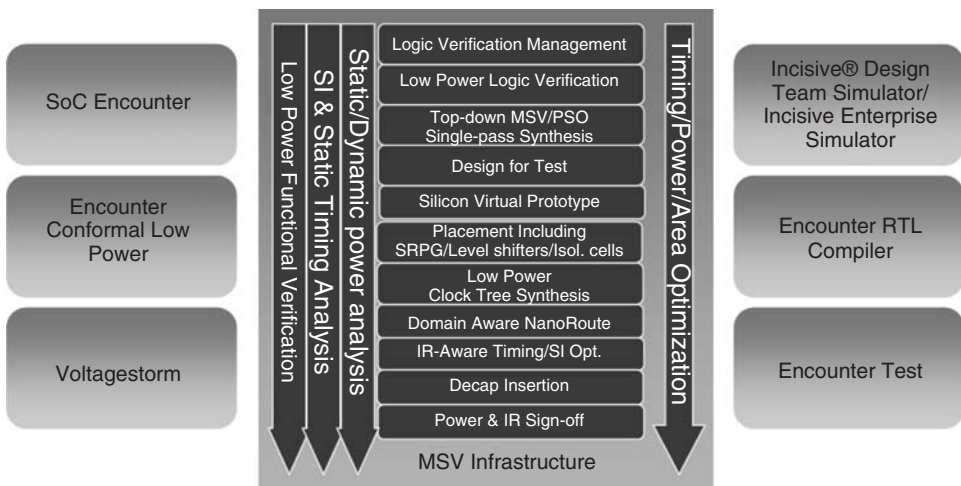 SoC Encounter
Encounter
Conformal Low
Power
Voltagestorm
Low Power Functional Verification
SI & Static Timing Analysis
Static/Dynamic power analysis
Logic Verification Management
Low Power Logic Verification
Top-down MSV/PSO
Single-pass Synthesis
Design for Test
Silicon Virtual Prototype
Placement Including
SRPG/Level shifters/Isol. cells
Low Power
Clock Tree Synthesis
Domain Aware NanoRoute
IR-Aware Timing/SI Opt.
Decap Insertion
Power & IR Sign-off
MSV Infrastructure
Timing/Power/Area Optimization
Incisive® Design
Team Simulator/
Incisive Enterprise
Simulator
Encounter RTL
Compiler
Encounter Test